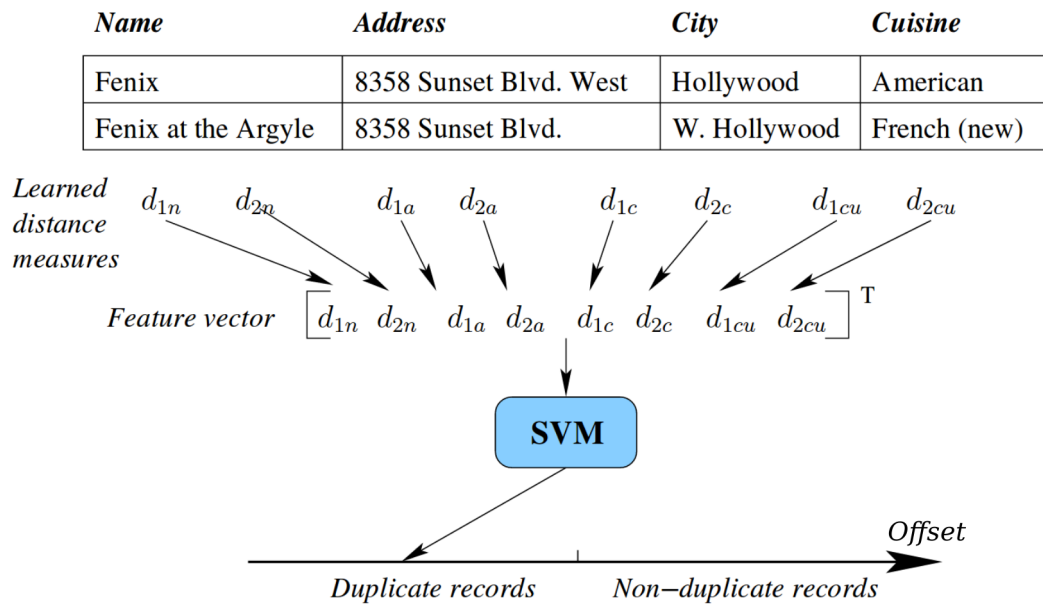 Name Address City Cuisine
Fenix 8358 Sunset Blvd. West Hollywood American
Fenix at the Argyle 8358 Sunset Blvd. W. Hollywood French (new)
Learned
distance
measures
d1n d2n d1a d2a d1c d2c d1cu d2cu
Feature vector [d1n d2n d1a d2a d1c d2c d1cu d2cu]T
SVM
Offset
Duplicate records Non−duplicate records